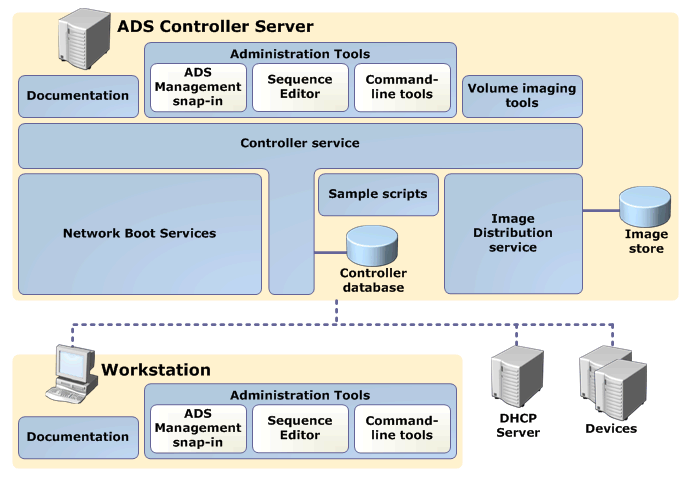 ADS Controller Server
Administration Tools
Documentation
ADS
Management
snap-in
Sequence
Editor
Command-
line tools
Volume imaging
tools
Controller service
Network Boot Services
Sample scripts
Image
Distribution
service
Image
store
Controller
database
Workstation
Administration Tools
Documentation
ADS
Management
snap-in
Sequence
Editor
Command-
line tools
DHCP
Server
Devices